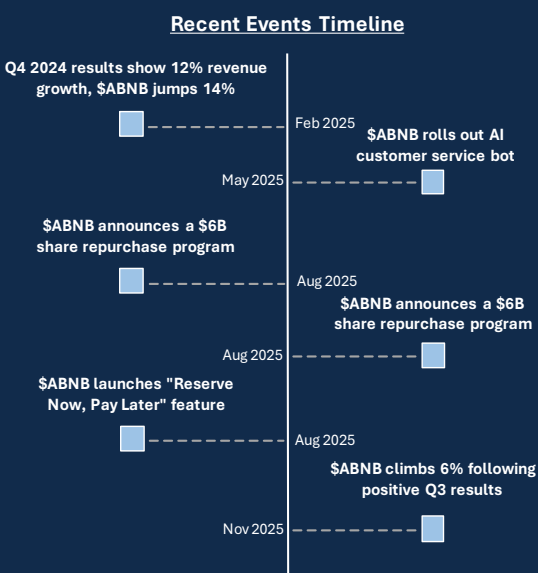 Recent Events Timeline
Q4 2024 results show 12% revenue
growth, $ABNB jumps 14%
Feb 2025
$ABNB rolls out AI
customer service bot
May 2025
$ABNB announces a $6B
share repurchase program
Aug 2025
$ABNB announces a $6B
share repurchase program
Aug 2025
$ABNB launches "Reserve
Now, Pay Later" feature
Aug 2025
$ABNB climbs 6% following
positive Q3 results
Nov 2025